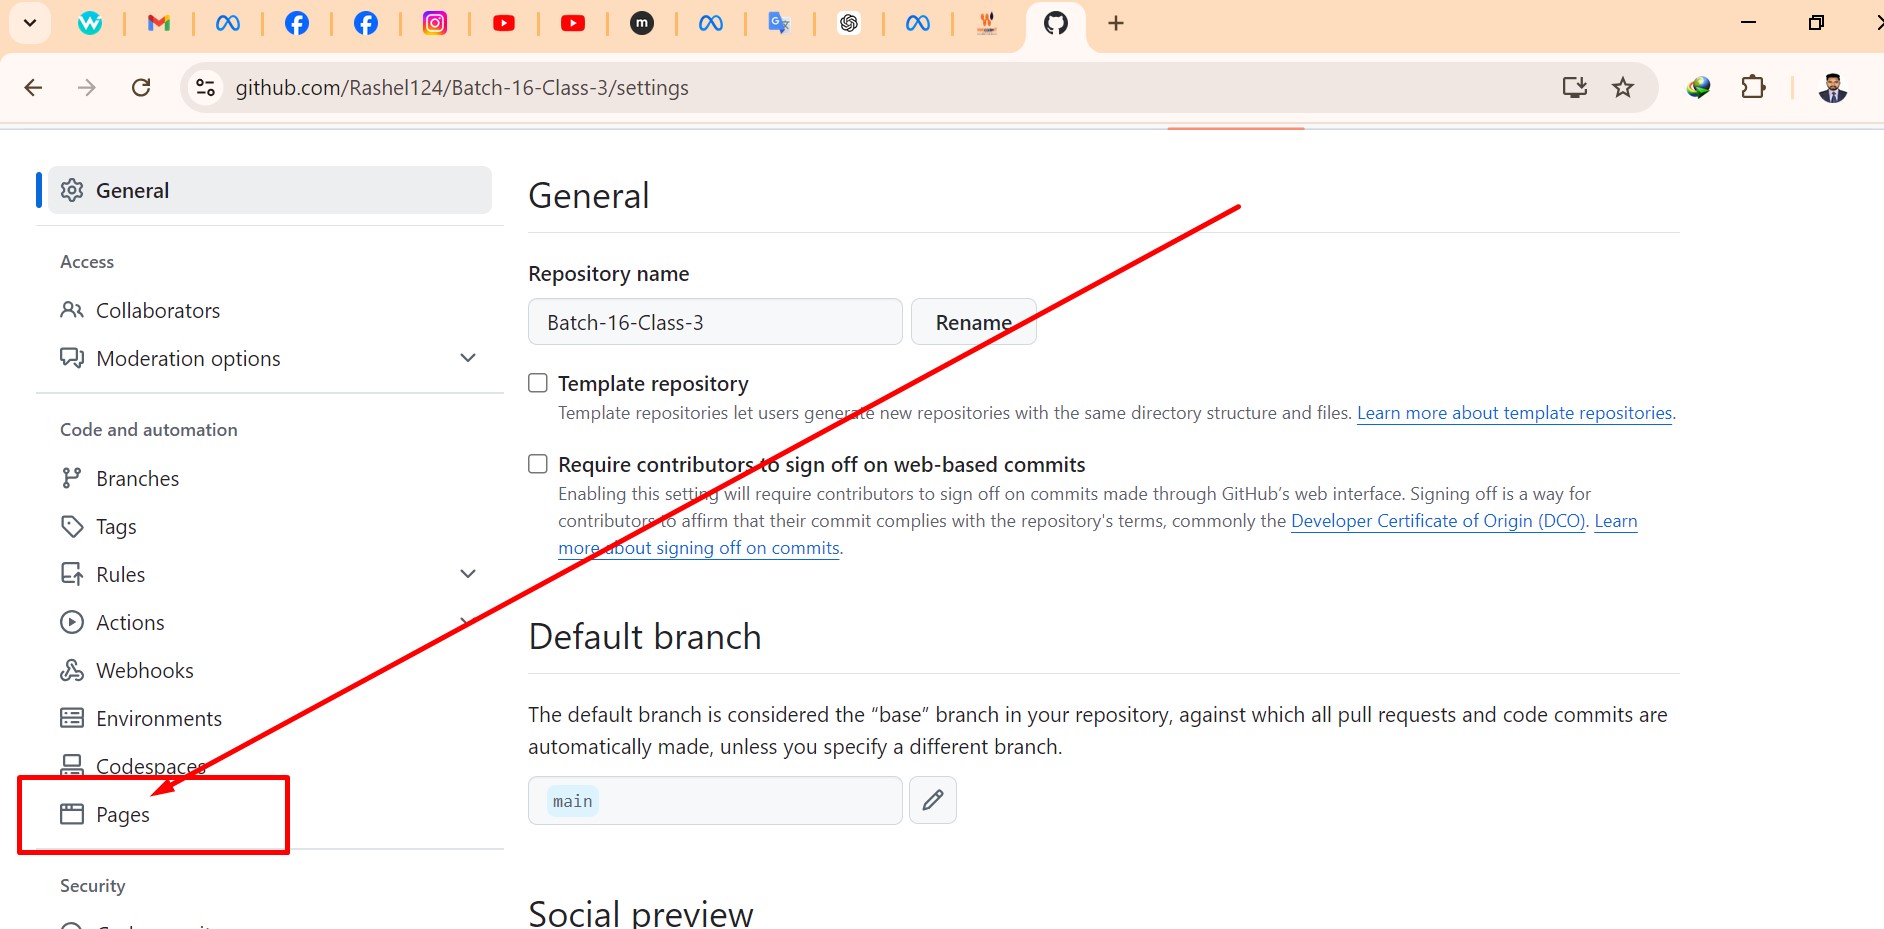 github.com/Rashel124/Batch-16-Class-3/settings
General
Access
Collaborators
Moderation options
Code and automation
Branches
Tags
Rules
Actions
Webhooks
Environments
Codespaces
Pages
Security
General
Repository name
Batch-16-Class-3 Rename
Template repository
Template repositories let users generate new repositories with the same directory structure and files. Learn more about template repositories.
Require contributors to sign off on web-based commits
Enabling this setting will require contributors to sign off on commits made through GitHub’s web interface. Signing off is a way for
contributors to affirm that their commit complies with the repository's terms, commonly the Developer Certificate of Origin (DCO). Learn
more about signing off on commits.
Default branch
The default branch is considered the “base” branch in your repository, against which all pull requests and code commits are
automatically made, unless you specify a different branch.
main
Social preview